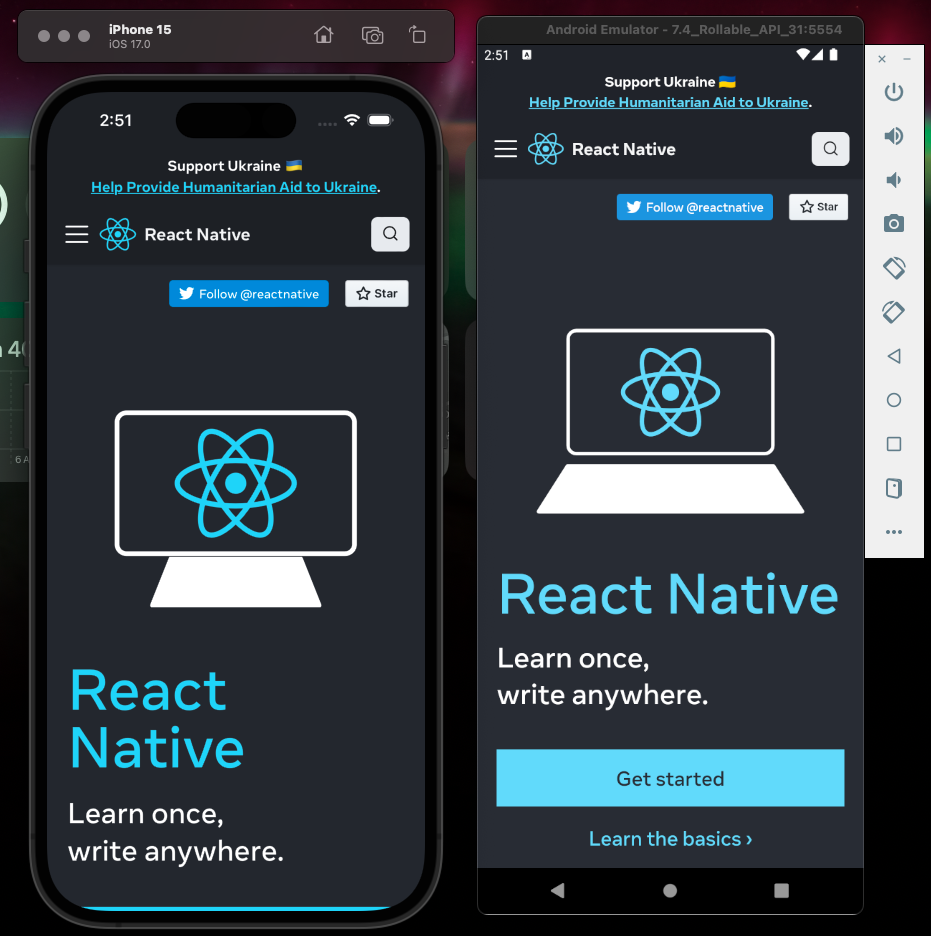 iPhone 15
iOS 17.0
2:51
Support Ukraine 🇺🇦
Help Provide Humanitarian Aid to Ukraine.
React Native
Follow @reactnative
Star
React
Native
Learn once,
write anywhere.
Android Emulator - 7.4_Rollable_API_31:5554
2:51
A
Support Ukraine 🇺🇦
Help Provide Humanitarian Aid to Ukraine.
React Native
Follow @reactnative
Star
React Native
Learn once,
write anywhere.
Get started
Learn the basics ›